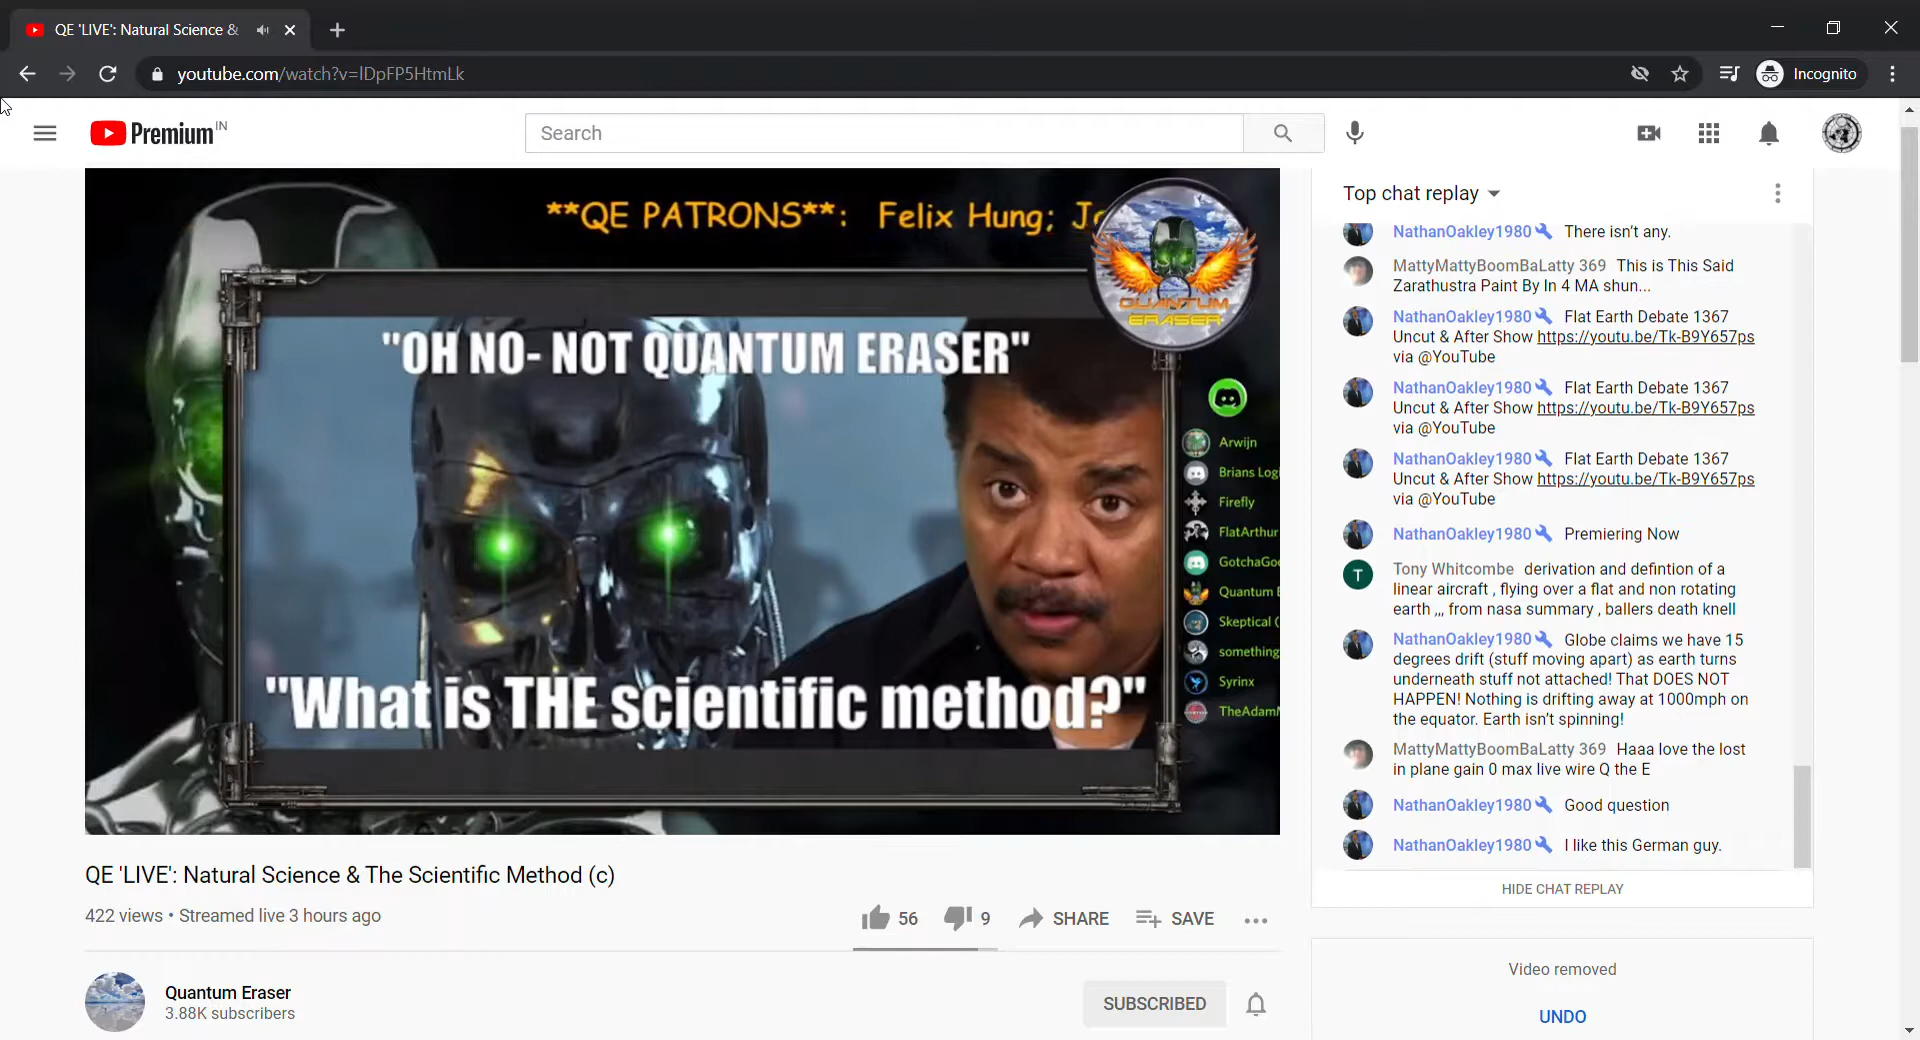 QE 'LIVE': Natural Science &
youtube.com/watch?v=IDpFP5HtmLk
Incognito
Premium IN
Search
**QE PATRONS**: Felix Hung;
QUANTUM
ERASER
"OH NO- NOT QUANTUM ERASER"
"What is THE scientific method?"
Arwijn
Brians Logi
Firefly
FlatArthur
GotchaGoo
Quantum E
Skeptical (
something
Syrinx
TheAdamM
Top chat replay
NathanOakley1980 There isn't any.
MattyMattyBoomBaLatty 369 This is This Said
Zarathustra Paint By In 4 MA shun...
NathanOakley1980 Flat Earth Debate 1367
Uncut & After Show https://youtu.be/Tk-B9Y657ps
via @YouTube
NathanOakley1980 Flat Earth Debate 1367
Uncut & After Show https://youtu.be/Tk-B9Y657ps
via @YouTube
NathanOakley1980 Flat Earth Debate 1367
Uncut & After Show https://youtu.be/Tk-B9Y657ps
via @YouTube
NathanOakley1980 Premiering Now
T
Tony Whitcombe derivation and defintion of a
linear aircraft , flying over a flat and non rotating
earth ,,, from nasa summary , ballers death knell
NathanOakley1980 Globe claims we have 15
degrees drift (stuff moving apart) as earth turns
underneath stuff not attached! That DOES NOT
HAPPEN! Nothing is drifting away at 1000mph on
the equator. Earth isn't spinning!
MattyMattyBoomBaLatty 369 Haaa love the lost
in plane gain 0 max live wire Q the E
NathanOakley1980 Good question
NathanOakley1980 I like this German guy.
HIDE CHAT REPLAY
QE 'LIVE': Natural Science & The Scientific Method (c)
422 views • Streamed live 3 hours ago
56
9
SHARE
SAVE
Quantum Eraser
3.88K subscribers
SUBSCRIBED
Video removed
UNDO